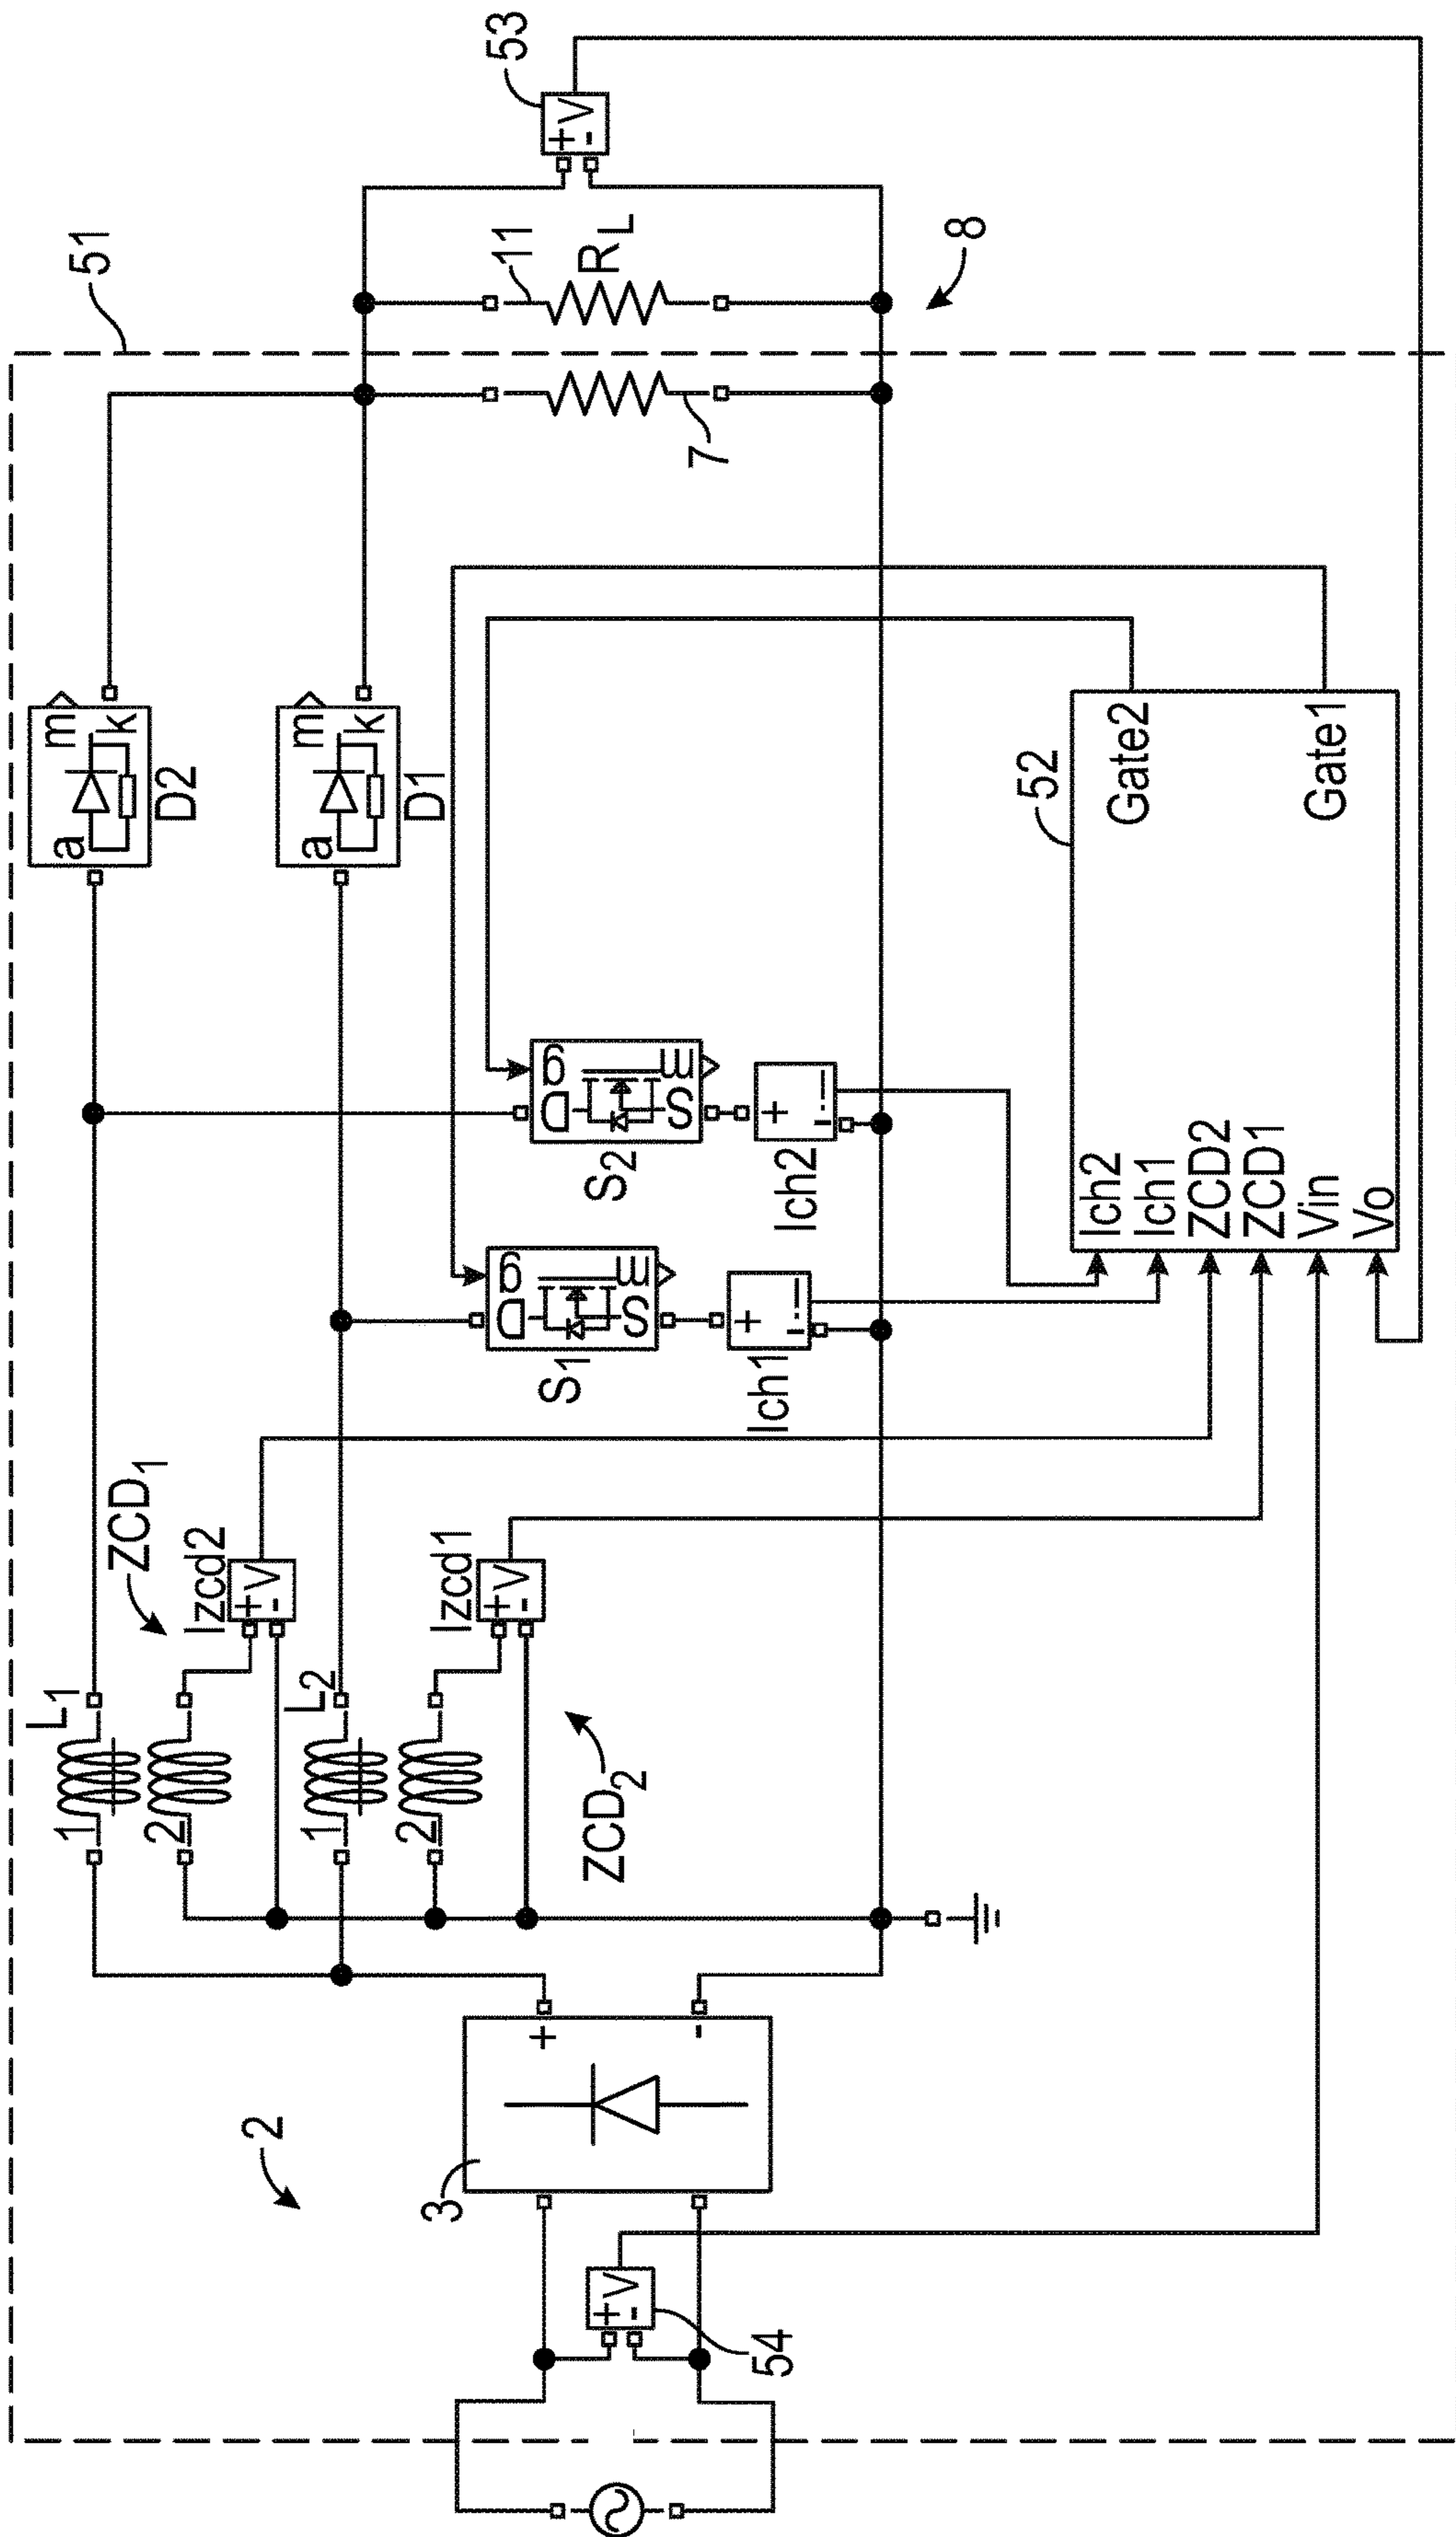 51
53
+ V
-
m
a k
D2
m
a k
D1
11
R L
7
8
L1
1
2
ZCD1
Izcd2
+ V
-
L2
1
2
Izcd1
+ V
-
ZCD2
g
D
m
S
S2
+
-
i
Ich2
g
D
m
S
S1
+
-
i
Ich1
2
3
+
-
+ V
-
54
52
Ich2
Ich1
ZCD2
ZCD1
Vin
Vo
Gate2
Gate1